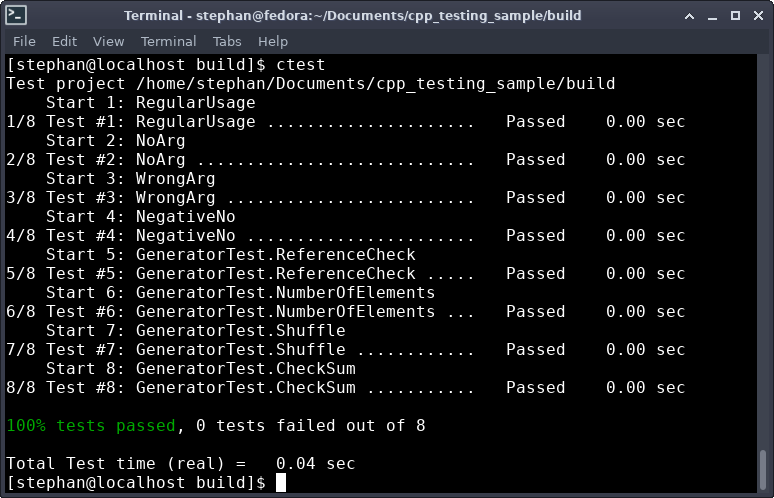 Terminal - stephan@fedora:~/Documents/cpp_testing_sample/build
File Edit View Terminal Tabs Help
[stephan@localhost build]$ ctest
Test project /home/stephan/Documents/cpp_testing_sample/build
    Start 1: RegularUsage
1/8 Test #1: RegularUsage .....................   Passed    0.00 sec
    Start 2: NoArg
2/8 Test #2: NoArg ............................   Passed    0.00 sec
    Start 3: WrongArg
3/8 Test #3: WrongArg .........................   Passed    0.00 sec
    Start 4: NegativeNo
4/8 Test #4: NegativeNo .......................   Passed    0.00 sec
    Start 5: GeneratorTest.ReferenceCheck
5/8 Test #5: GeneratorTest.ReferenceCheck .....   Passed    0.00 sec
    Start 6: GeneratorTest.NumberOfElements
6/8 Test #6: GeneratorTest.NumberOfElements ...   Passed    0.00 sec
    Start 7: GeneratorTest.Shuffle
7/8 Test #7: GeneratorTest.Shuffle ............   Passed    0.00 sec
    Start 8: GeneratorTest.CheckSum
8/8 Test #8: GeneratorTest.CheckSum ...........   Passed    0.00 sec
100% tests passed, 0 tests failed out of 8
Total Test time (real) =   0.04 sec
[stephan@localhost build]$